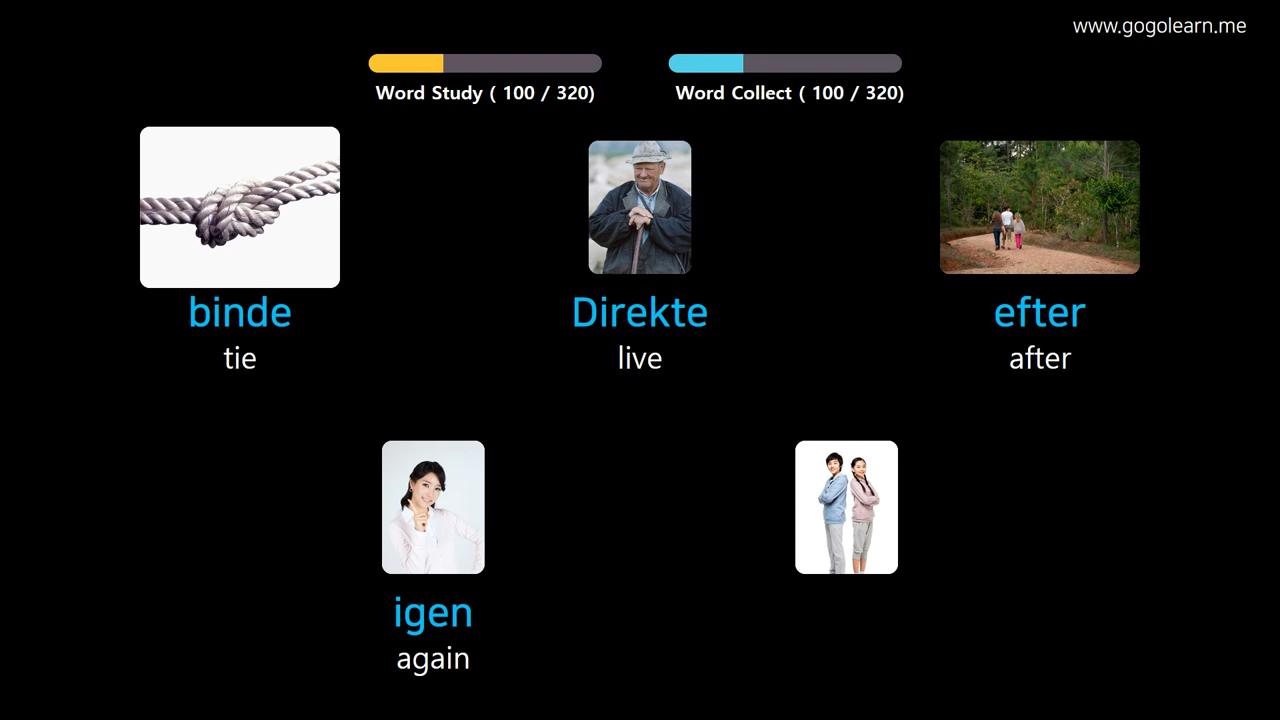 www.gogolearn.me
Word Study ( 100 / 320)
Word Collect ( 100 / 320)
binde
tie
Direkte
live
efter
after
igen
again